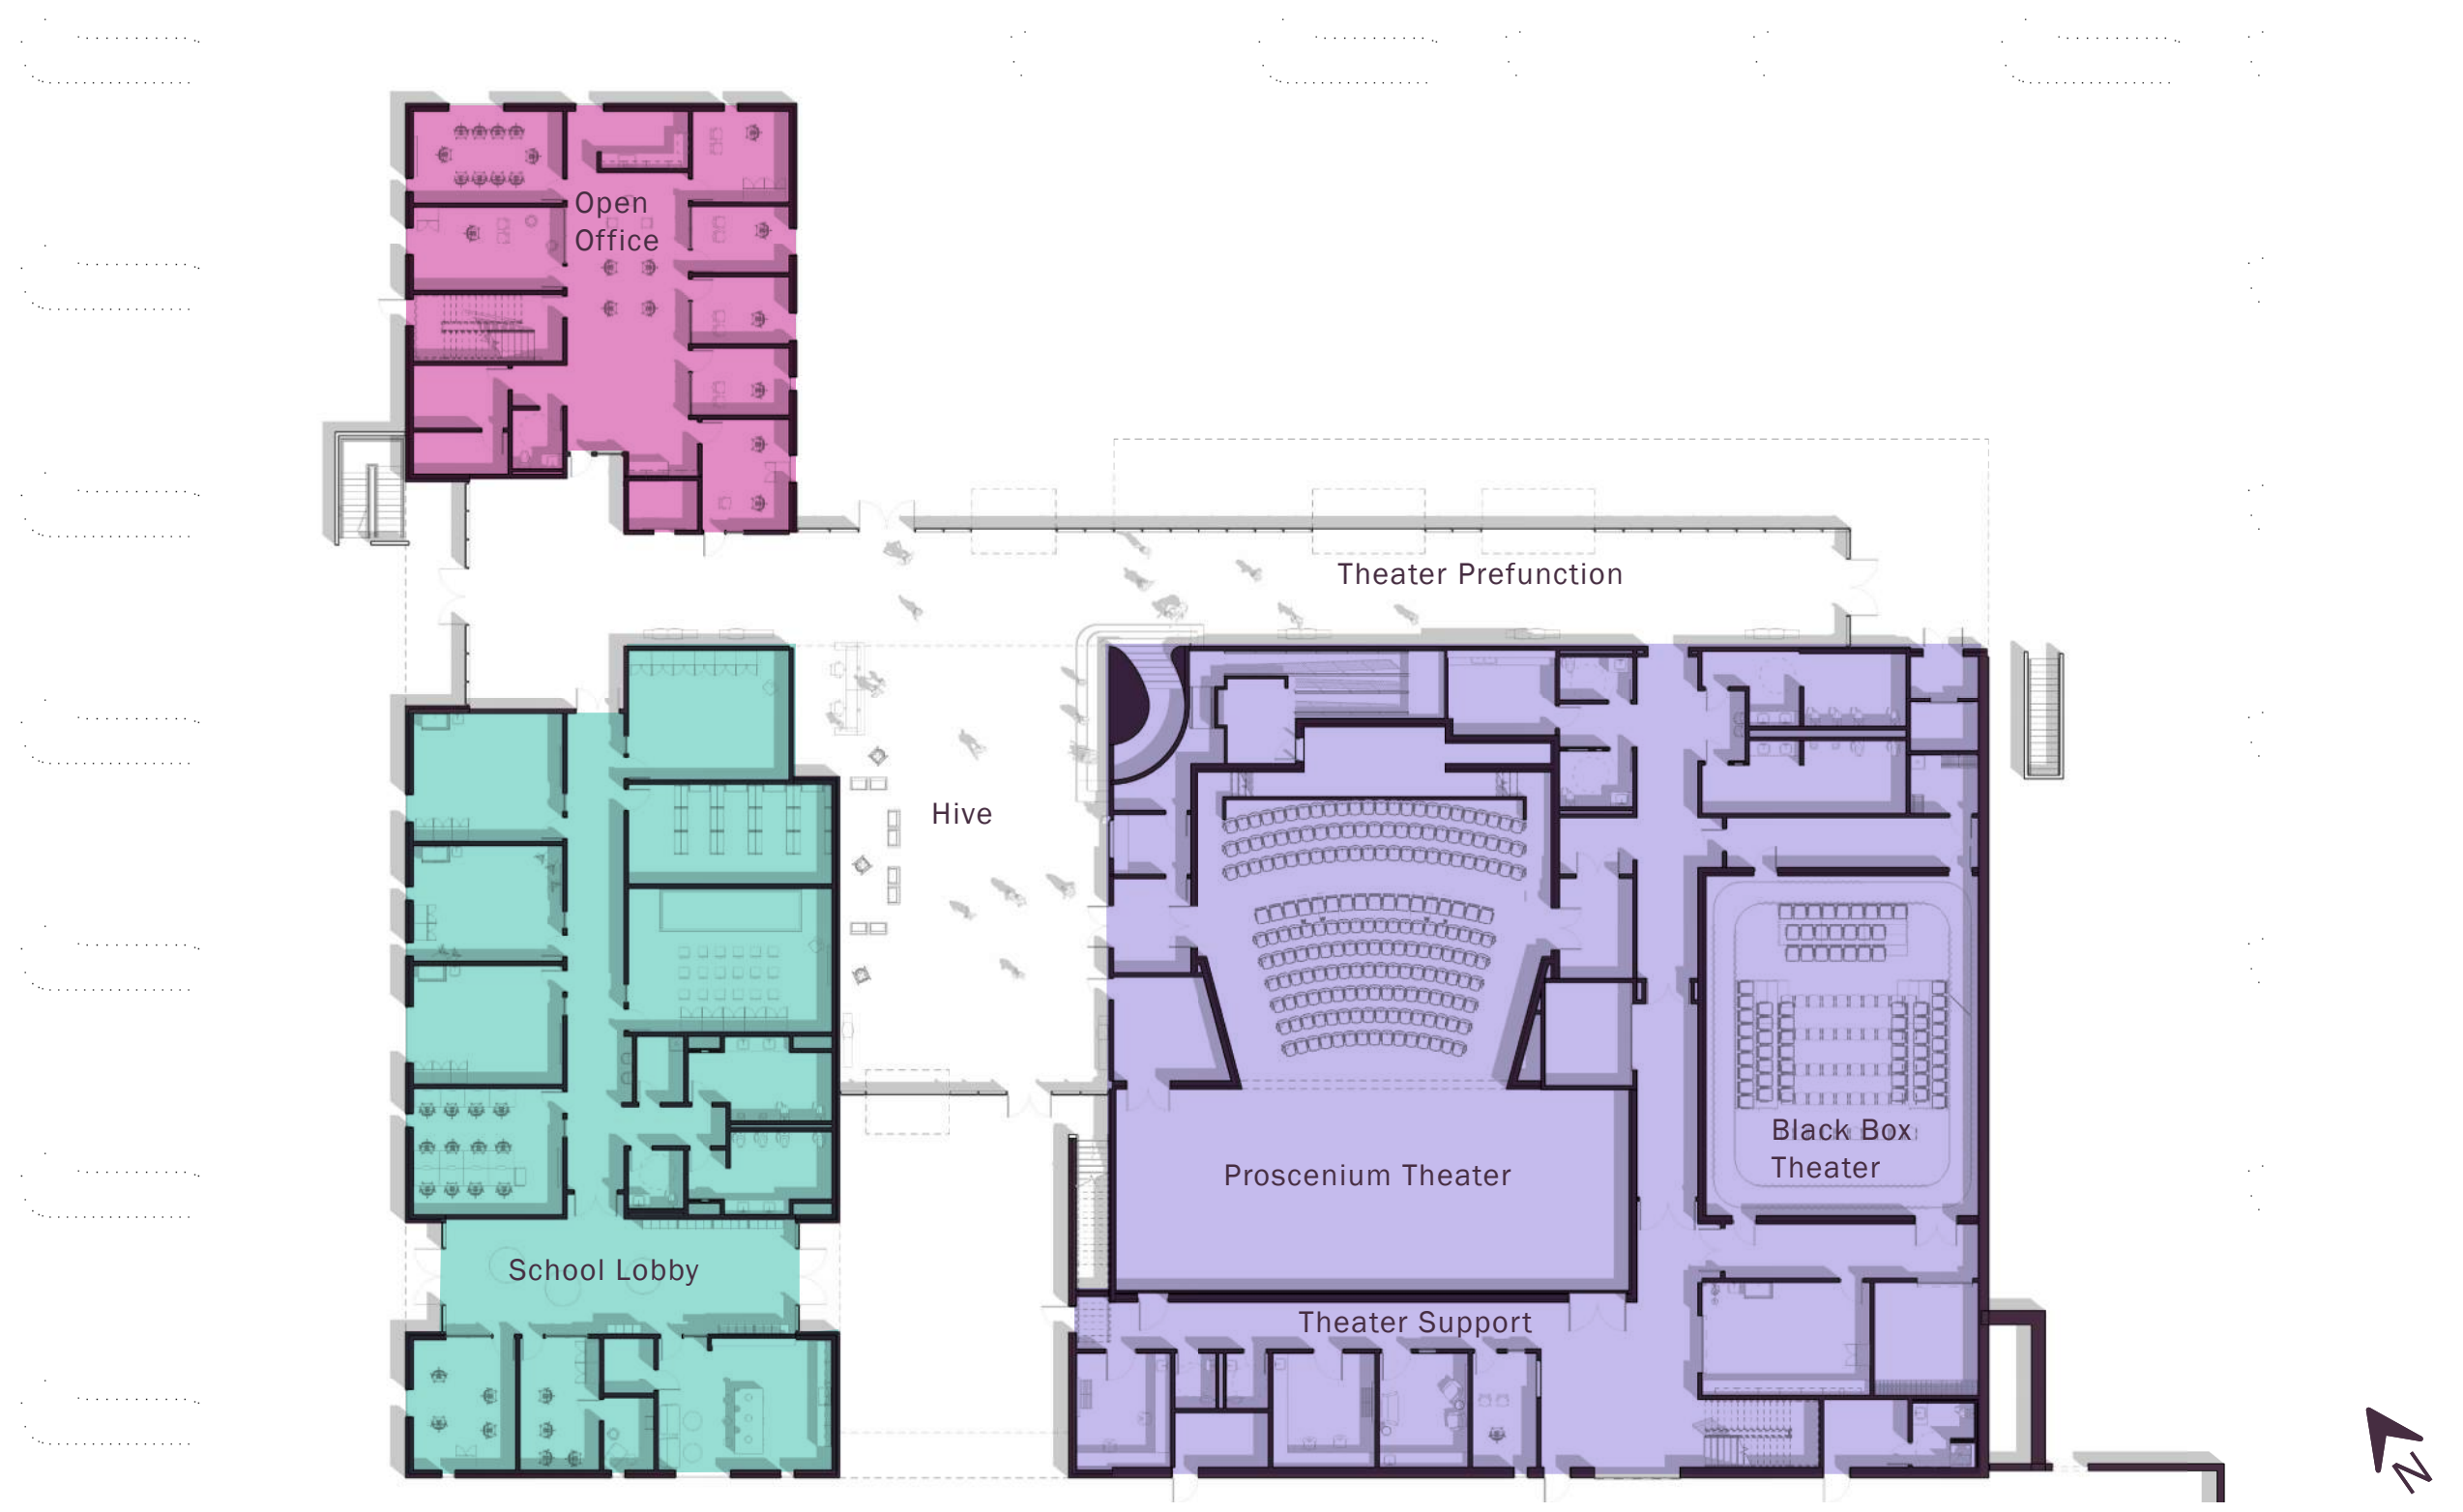 Open
Office
Theater Prefunction
Hive
Black Box
Theater
Proscenium Theater
School Lobby
Theater Support
N